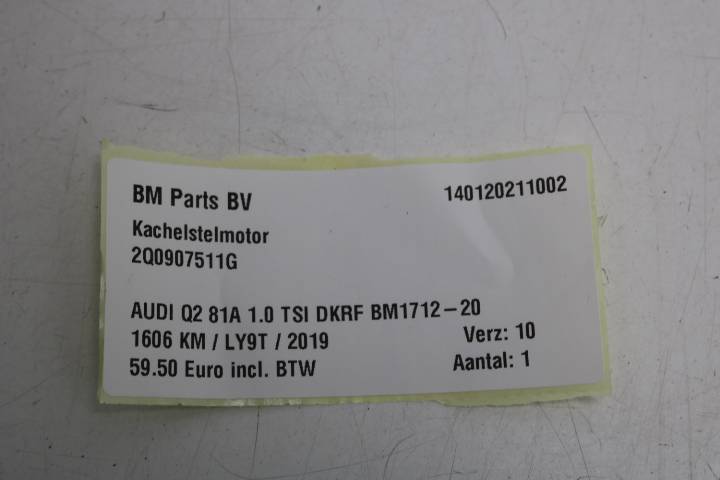 BM Parts BV 140120211002
Kachelstelmotor
2Q0907511G
AUDI Q2 81A 1.0 TSI DKRF BM1712-20
1606 KM / LY9T / 2019 Verz: 10
59.50 Euro incl. BTW Aantal: 1